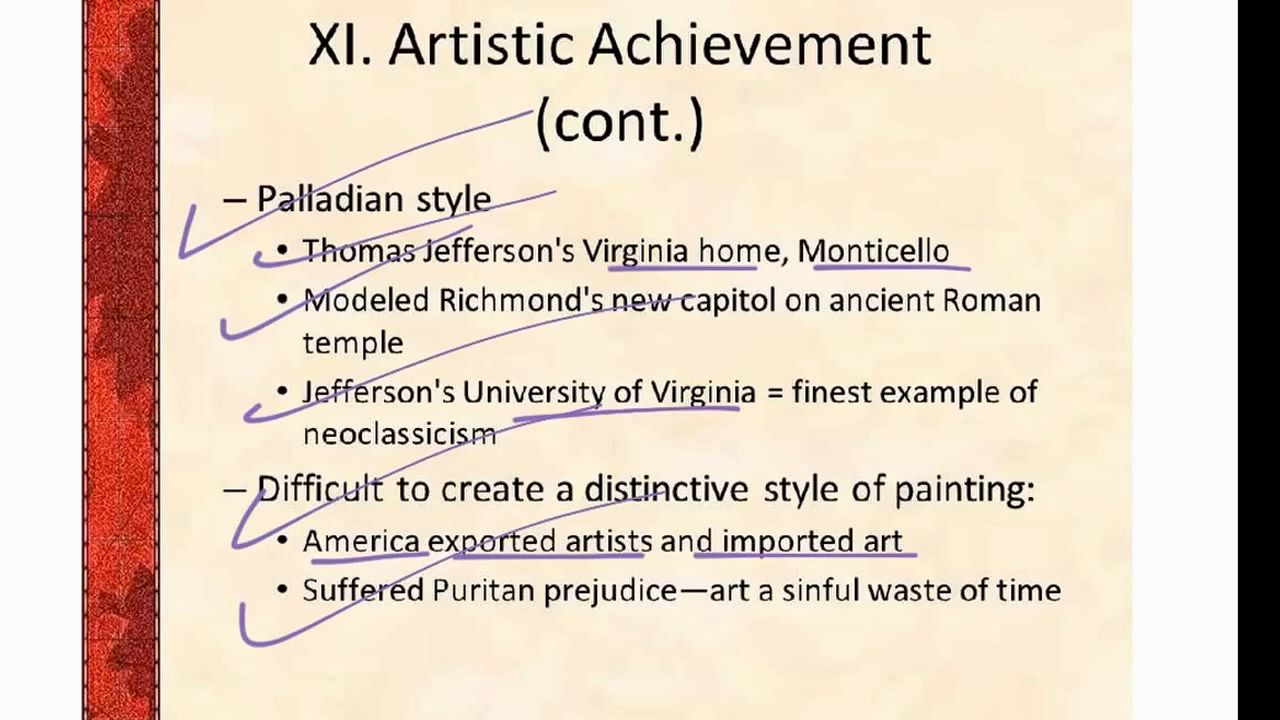 XI. Artistic Achievement
(cont.)
– Palladian style
• Thomas Jefferson's Virginia home, Monticello
• Modeled Richmond's new capitol on ancient Roman
temple
• Jefferson's University of Virginia = finest example of
neoclassicism
– Difficult to create a distinctive style of painting:
• America exported artists and imported art
• Suffered Puritan prejudice—art a sinful waste of time